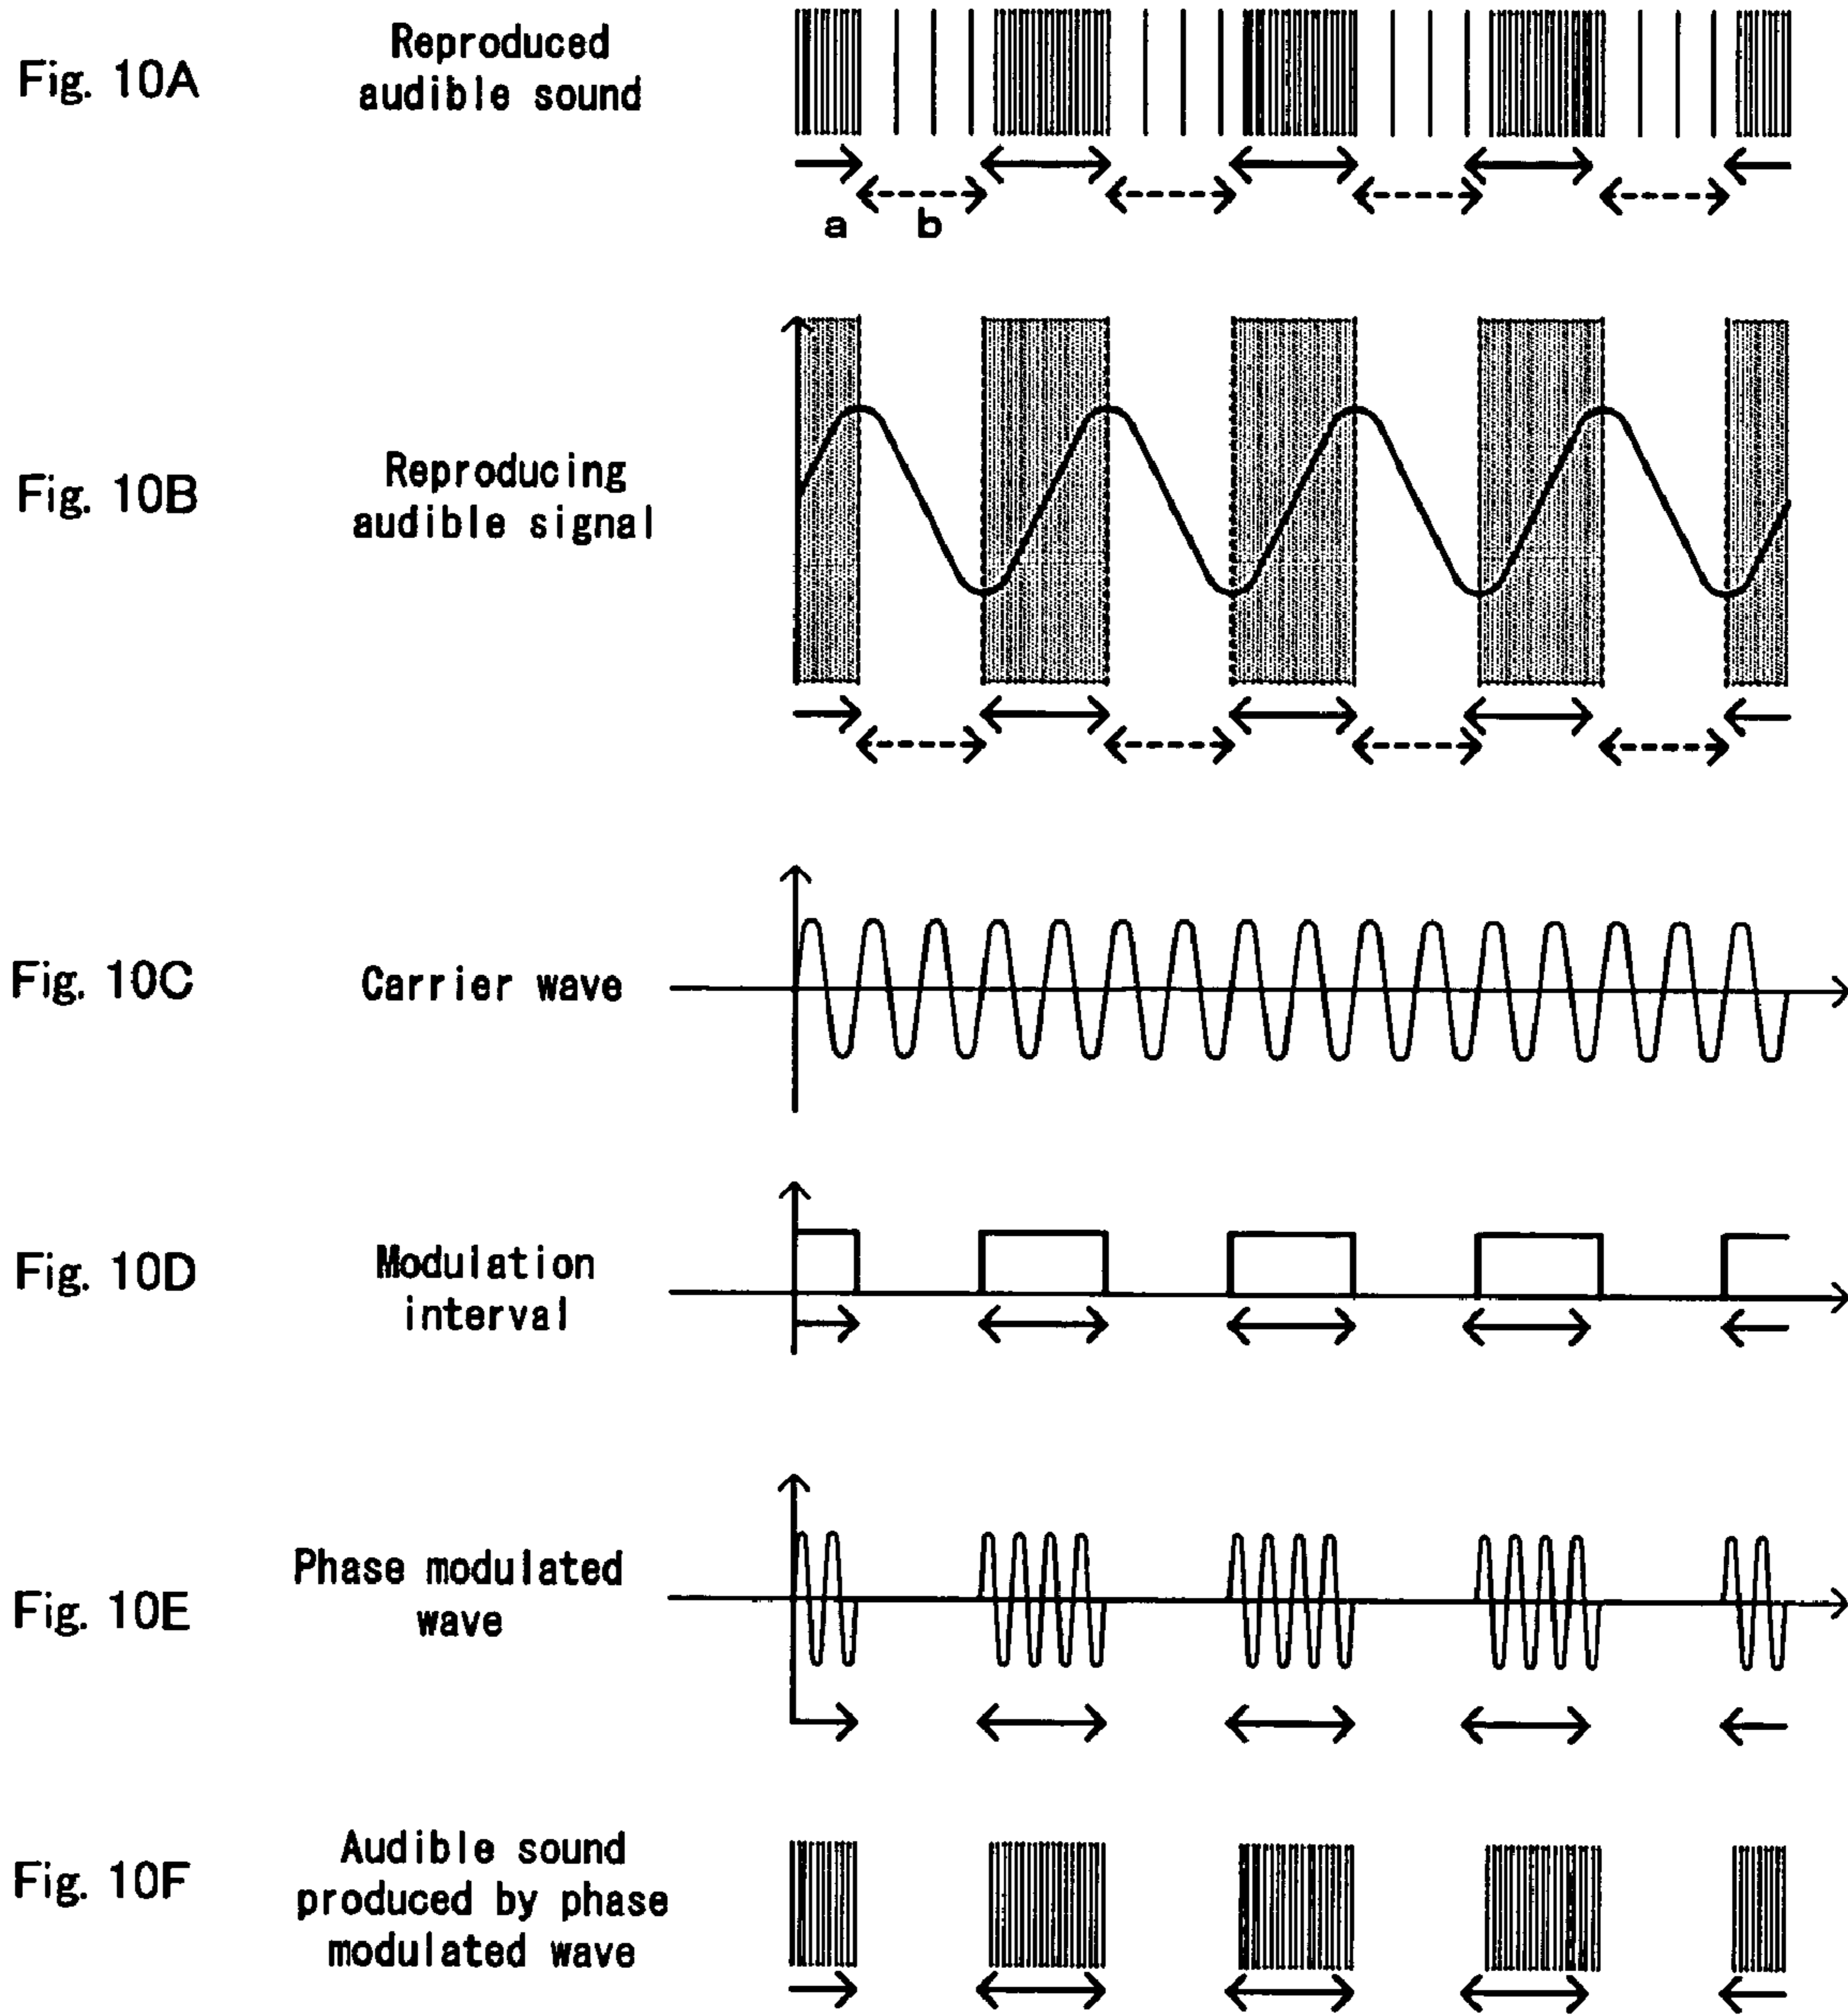 Fig. 10A
Reproduced
audible sound
a
b
Fig. 10B
Reproducing
audible signal
Fig. 10C
Carrier wave
Fig. 10D
Modulation
interval
Fig. 10E
Phase modulated
wave
Fig. 10F
Audible sound
produced by phase
modulated wave